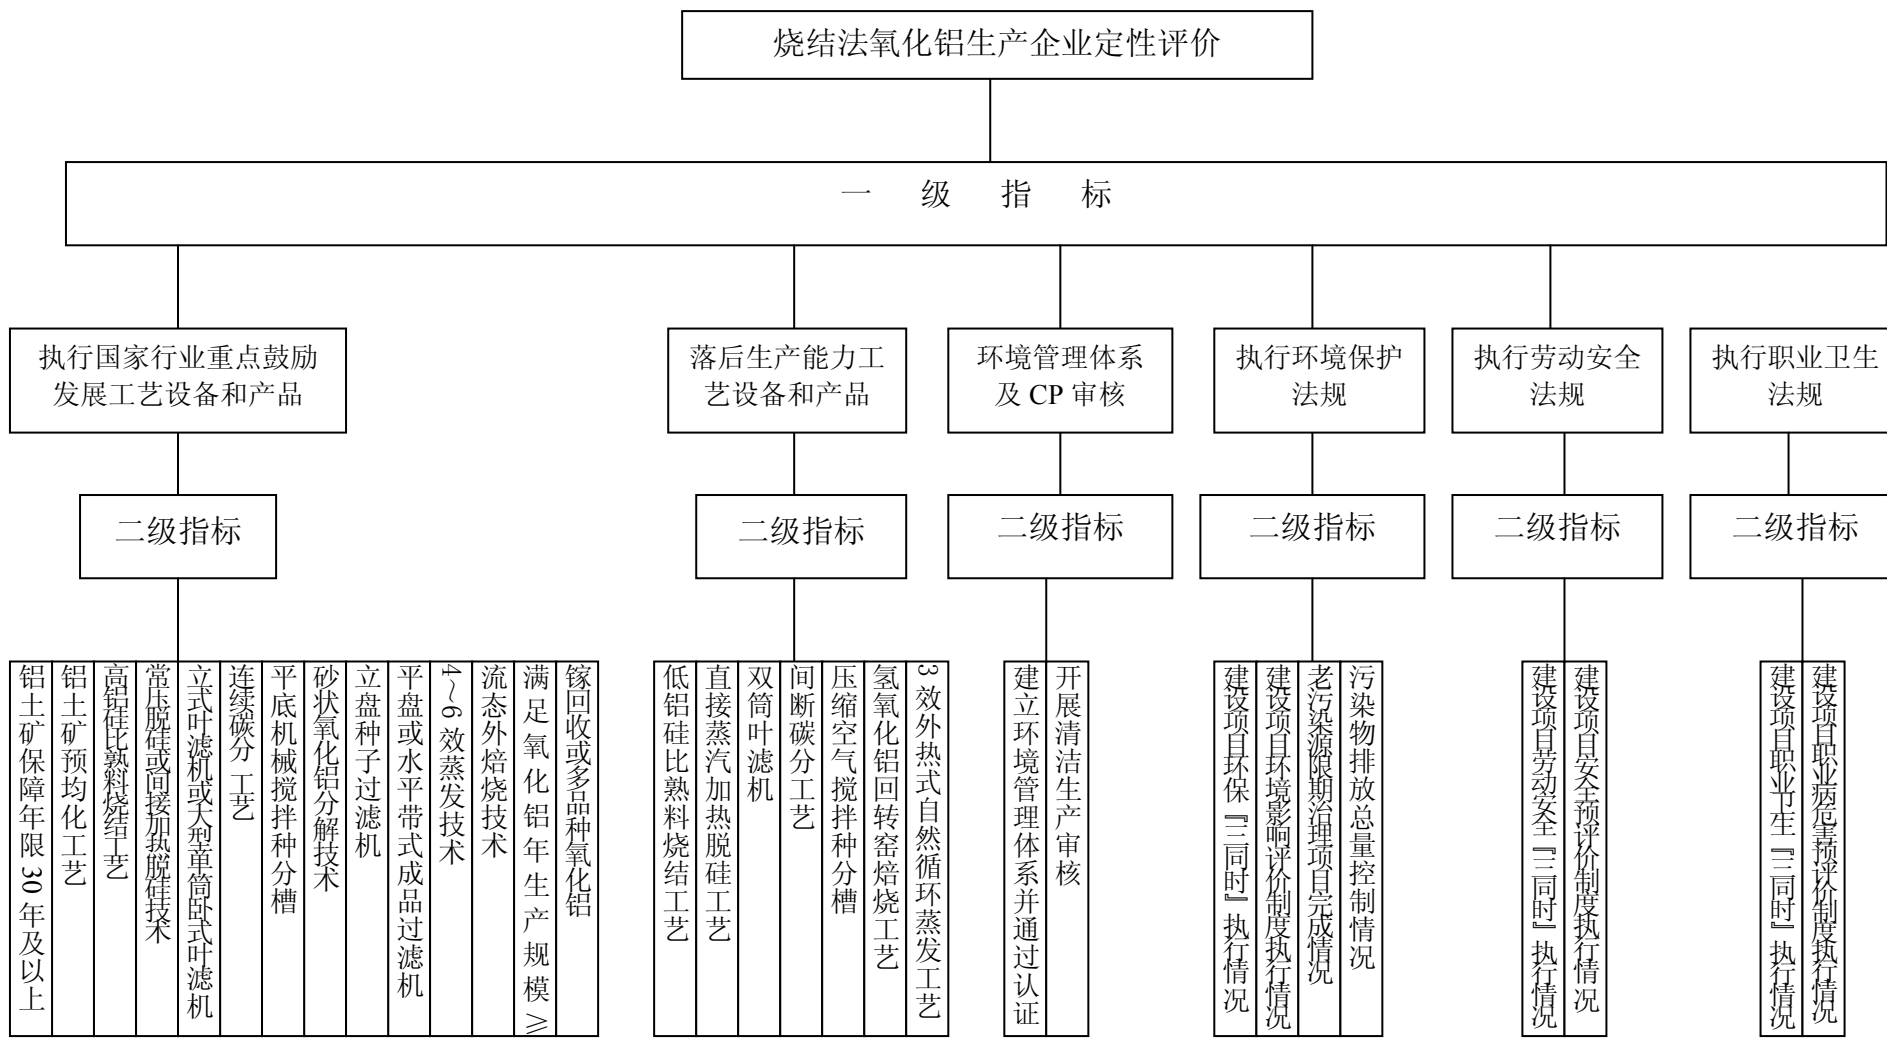 烧结法氧化铝生产企业定性评价
一 级 指 标
执行国家行业重点鼓励
发展工艺设备和产品
落后生产能力工
艺设备和产品
环境管理体系
及 CP 审核
执行环境保护
法规
执行劳动安全
法规
执行职业卫生
法规
二级指标
二级指标
二级指标
二级指标
二级指标
二级指标
铝土矿保障年限 30 年及以上
铝土矿预均化工艺
高铝硅比熟料烧结工艺
常压脱硅或间接加热脱硅技术
立式叶滤机或大型单筒卧式叶滤机
连续碳分工艺
平底机械搅拌种分槽
砂状氧化铝分解技术
立盘种子过滤机
平盘或水平带式成品过滤机
4~6 效蒸发技术
流态外焙烧技术
满足氧化铝年生产规模≥
镓回收或多品种氧化铝
低铝硅比熟料烧结工艺
直接蒸汽加热脱硅工艺
双筒叶滤机
间断碳分工艺
压缩空气搅拌种分槽
氢氧化铝回转窑焙烧工艺
3 效外热式自然循环蒸发工艺
建立环境管理体系并通过认证
开展清洁生产审核
建设项目环保『三同时』执行情况
建设项目环境影响评价制度执行情况
老污染源限期治理项目完成情况
污染物排放总量控制情况
建设项目劳动安全『三同时』执行情况
建设项目安全预评价制度执行情况
建设项目职业卫生『三同时』执行情况
建设项目职业病危害预评价制度执行情况